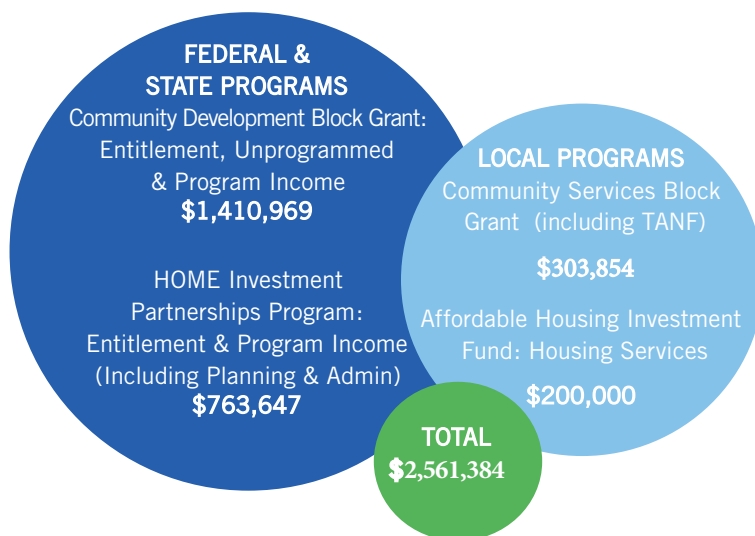 FEDERAL &
STATE PROGRAMS
Community Development Block Grant:
Entitlement, Unprogrammed
& Program Income
$1,410,969
HOME Investment
Partnerships Program:
Entitlement & Program Income
(Including Planning & Admin)
$763,647
LOCAL PROGRAMS
Community Services Block
Grant (including TANF)
$303,854
Affordable Housing Investment
Fund: Housing Services
$200,000
TOTAL
$2,561,384